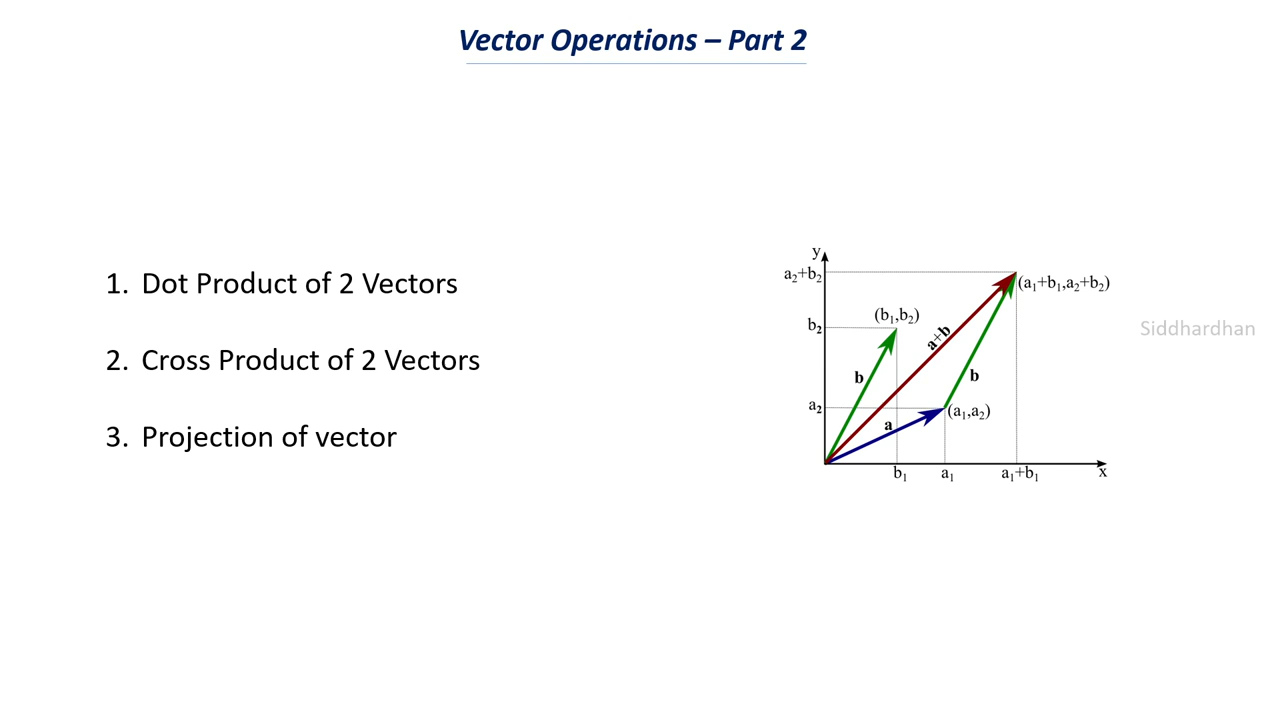 Vector Operations – Part 2
1. Dot Product of 2 Vectors
2. Cross Product of 2 Vectors
3. Projection of vector
y
a₂+b₂
(a₁+b₁,a₂+b₂)
(b₁,b₂)
b₂
a+b
b
b
a₂
(a₁,a₂)
a
b₁
a₁
a₁+b₁
x
Siddhardhan